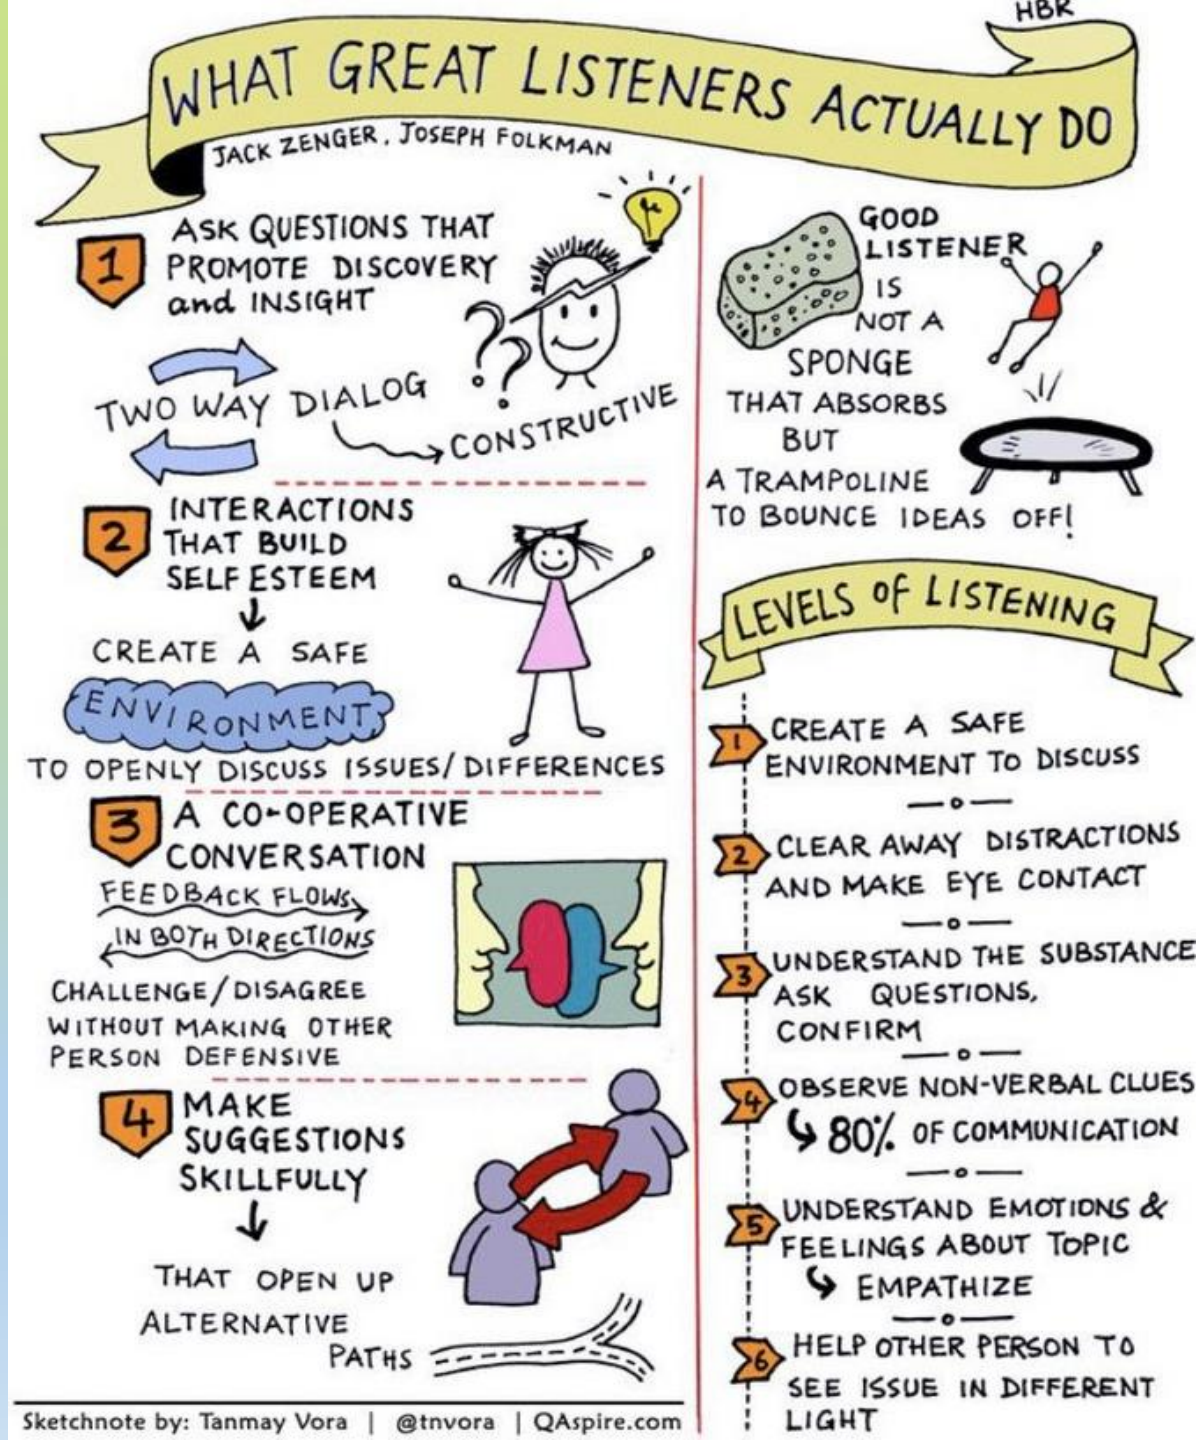 HBR
WHAT GREAT LISTENERS ACTUALLY DO
JACK ZENGER, JOSEPH FOLKMAN
1
ASK QUESTIONS THAT
PROMOTE DISCOVERY
and INSIGHT
??
TWO WAY DIALOG
CONSTRUCTIVE
2
INTERACTIONS
THAT BUILD
SELF ESTEEM
CREATE A SAFE
ENVIRONMENT
TO OPENLY DISCUSS ISSUES/DIFFERENCES
3
A CO-OPERATIVE
CONVERSATION
FEEDBACK FLOWS
IN BOTH DIRECTIONS
CHALLENGE/DISAGREE
WITHOUT MAKING OTHER
PERSON DEFENSIVE
4
MAKE
SUGGESTIONS
SKILLFULLY
THAT OPEN UP
ALTERNATIVE
PATHS
GOOD
LISTENER
IS
NOT A
SPONGE
THAT ABSORBS
BUT
A TRAMPOLINE
TO BOUNCE IDEAS OFF!
LEVELS OF LISTENING
1 CREATE A SAFE
ENVIRONMENT TO DISCUSS
2 CLEAR AWAY DISTRACTIONS
AND MAKE EYE CONTACT
3 UNDERSTAND THE SUBSTANCE
ASK QUESTIONS,
CONFIRM
4 OBSERVE NON-VERBAL CLUES
80% OF COMMUNICATION
5 UNDERSTAND EMOTIONS &
FEELINGS ABOUT TOPIC
EMPATHIZE
6 HELP OTHER PERSON TO
SEE ISSUE IN DIFFERENT
LIGHT
Sketchnote by: Tanmay Vora | @tnvora | QAspire.com